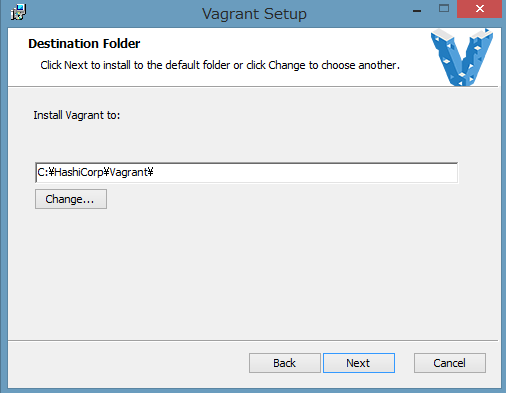 Vagrant Setup
Destination Folder
Click Next to install to the default folder or click Change to choose another.
Install Vagrant to:
C:¥HashiCorp¥Vagrant¥
Change...
Back
Next
Cancel